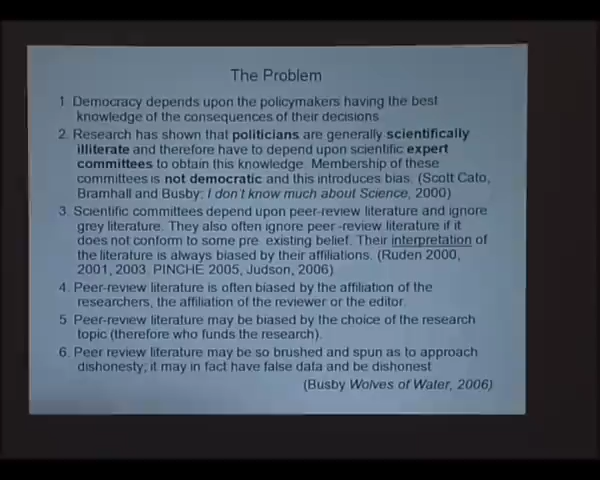 The Problem
1. Democracy depends upon the policymakers having the best
knowledge of the consequences of their decisions
2. Research has shown that politicians are generally scientifically
illiterate and therefore have to depend upon scientific expert
committees to obtain this knowledge. Membership of these
committees is not democratic and this introduces bias. (Scott Cato,
Bramhall and Busby: I don't know much about Science, 2000)
3. Scientific committees depend upon peer-review literature and ignore
grey literature. They also often ignore peer-review literature if it
does not conform to some pre existing belief. Their interpretation of
the literature is always biased by their affiliations. (Ruden 2000,
2001, 2003. PINCHE 2005, Judson, 2006)
4. Peer-review literature is often biased by the affiliation of the
researchers, the affiliation of the reviewer or the editor.
5. Peer-review literature may be biased by the choice of the research
topic (therefore who funds the research).
6. Peer review literature may be so brushed and spun as to approach
dishonesty; it may in fact have false data and be dishonest
(Busby Wolves of Water, 2006)